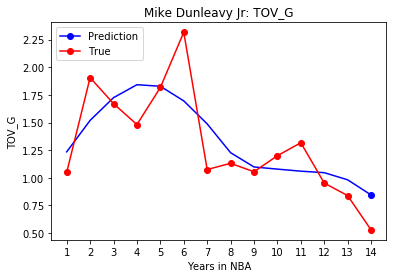 Mike Dunleavy Jr: TOV_G
Prediction
True
TOV_G
2.25
2.00
1.75
1.50
1.25
1.00
0.75
0.50
1 2 3 4 5 6 7 8 9 10 11 12 13 14
Years in NBA